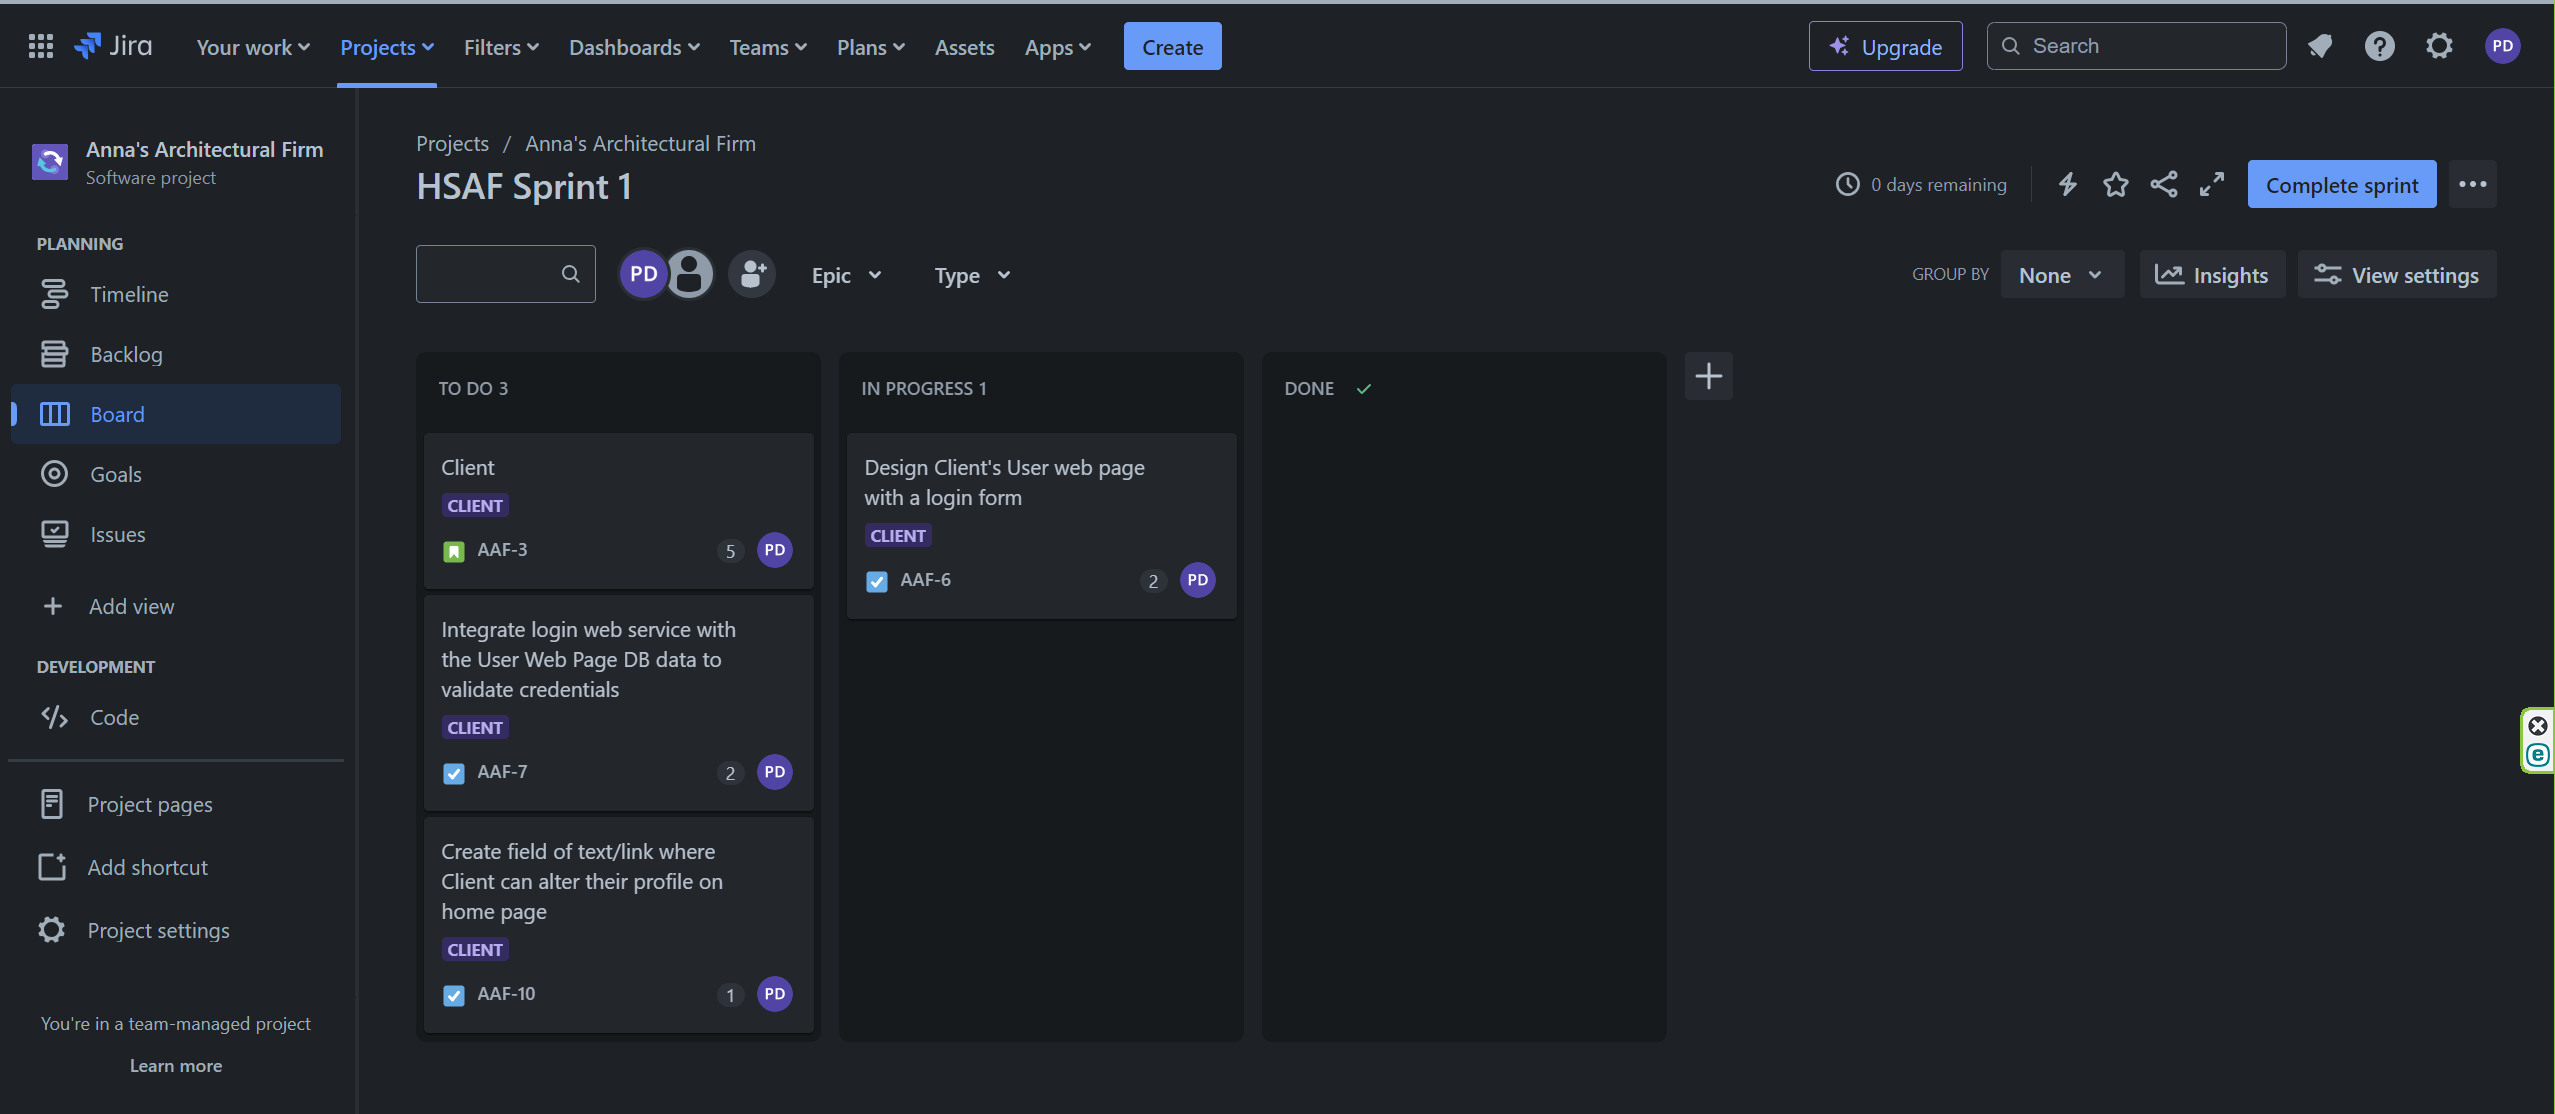 Jira
Your work
Projects
Filters
Dashboards
Teams
Plans
Assets
Apps
Create
Upgrade
Search
PD
Anna's Architectural Firm
Software project
PLANNING
Timeline
Backlog
Board
Goals
Issues
Add view
DEVELOPMENT
Code
Project pages
Add shortcut
Project settings
You're in a team-managed project
Learn more
Projects / Anna's Architectural Firm
HSAF Sprint 1
0 days remaining
Complete sprint
PD
Epic
Type
GROUP BY
None
Insights
View settings
TO DO 3
Client
CLIENT
AAF-3
5
PD
Integrate login web service with
the User Web Page DB data to
validate credentials
CLIENT
AAF-7
2
PD
Create field of text/link where
Client can alter their profile on
home page
CLIENT
AAF-10
1
PD
IN PROGRESS 1
Design Client's User web page
with a login form
CLIENT
AAF-6
2
PD
DONE
e